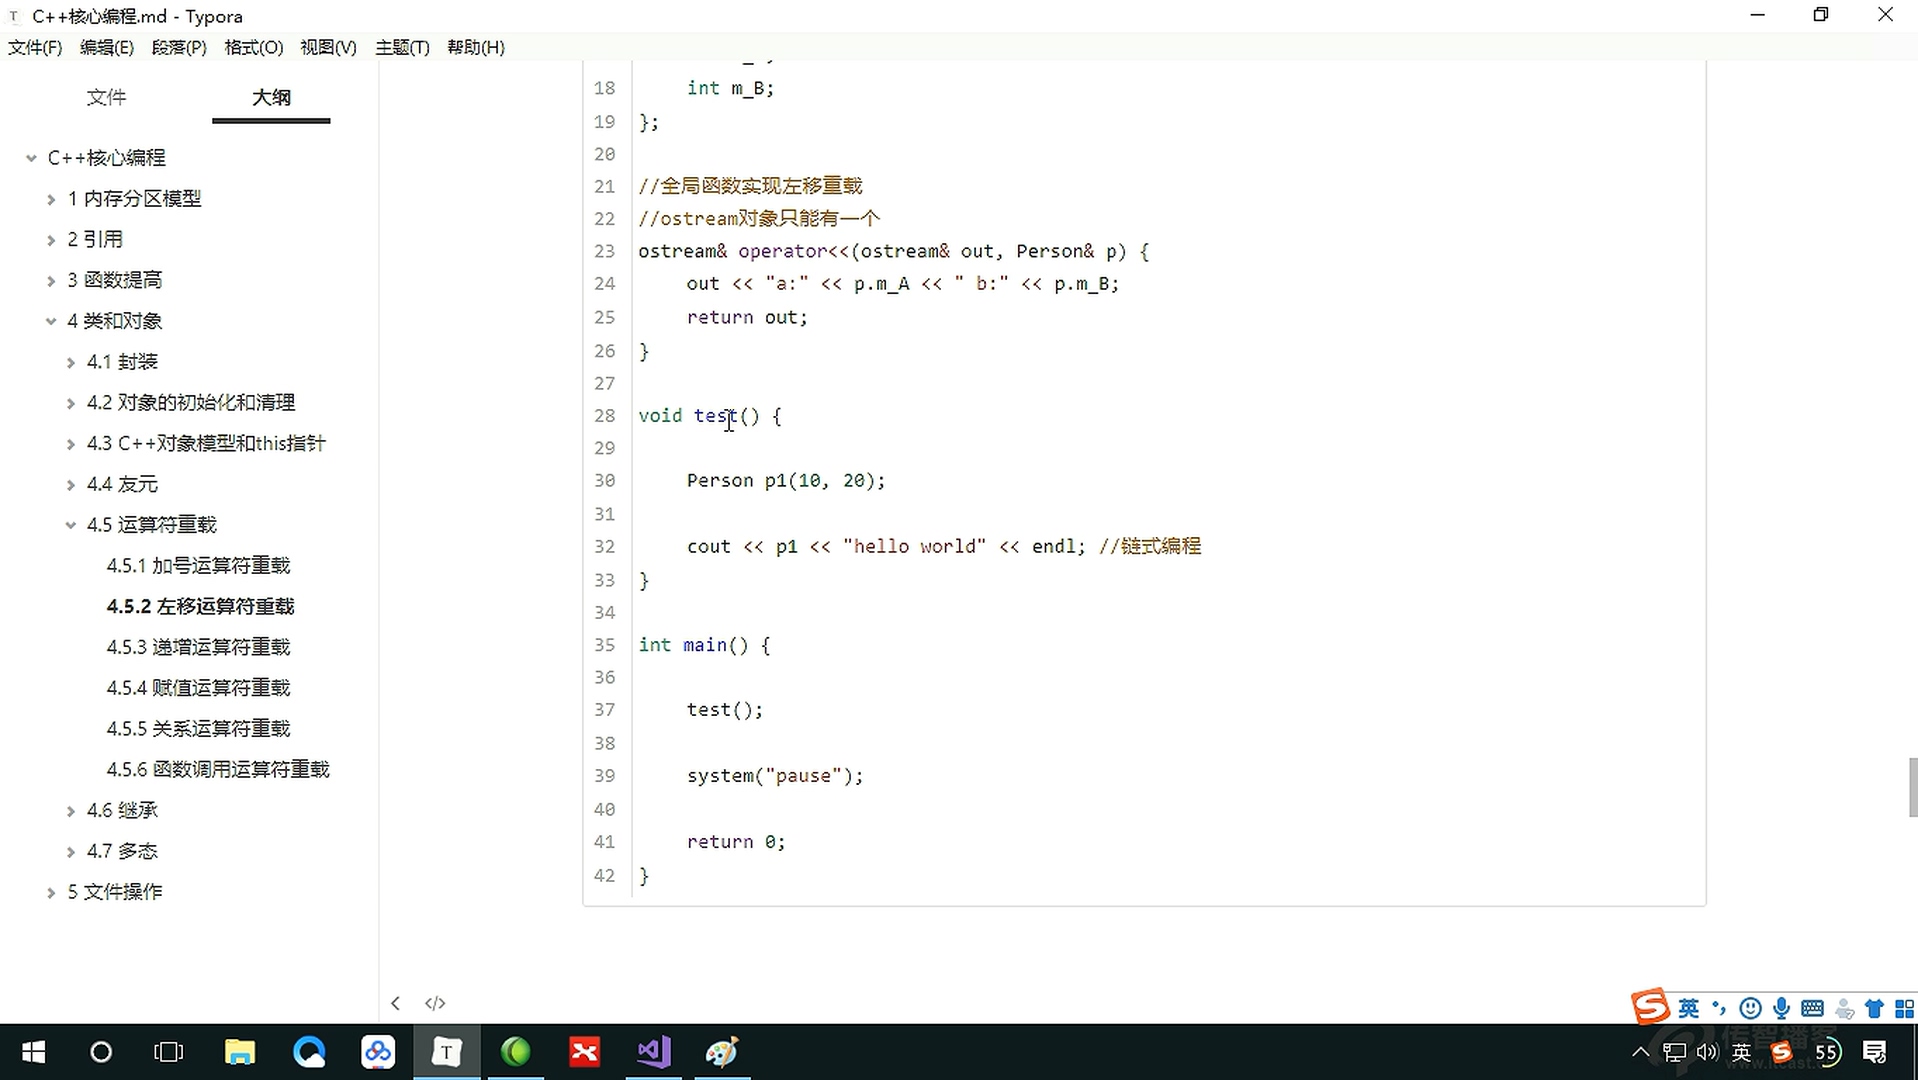 C++核心编程.md - Typora
文件(F) 编辑(E) 段落(P) 格式(O) 视图(V) 主题(T) 帮助(H)
文件 大纲
C++核心编程
1 内存分区模型
2 引用
3 函数提高
4 类和对象
4.1 封装
4.2 对象的初始化和清理
4.3 C++对象模型和this指针
4.4 友元
4.5 运算符重载
4.5.1 加号运算符重载
4.5.2 左移运算符重载
4.5.3 递增运算符重载
4.5.4 赋值运算符重载
4.5.5 关系运算符重载
4.5.6 函数调用运算符重载
4.6 继承
4.7 多态
5 文件操作
18 int m_B;
19 };
20
21 //全局函数实现左移重载
22 //ostream对象只能有一个
23 ostream& operator<<(ostream& out, Person& p) {
24 out << "a:" << p.m_A << " b:" << p.m_B;
25 return out;
26 }
27
28 void test() {
29
30 Person p1(10, 20);
31
32 cout << p1 << "hello world" << endl; //链式编程
33 }
34
35 int main() {
36
37 test();
38
39 system("pause");
40
41 return 0;
42 }
</>
英
英 55
传智播客